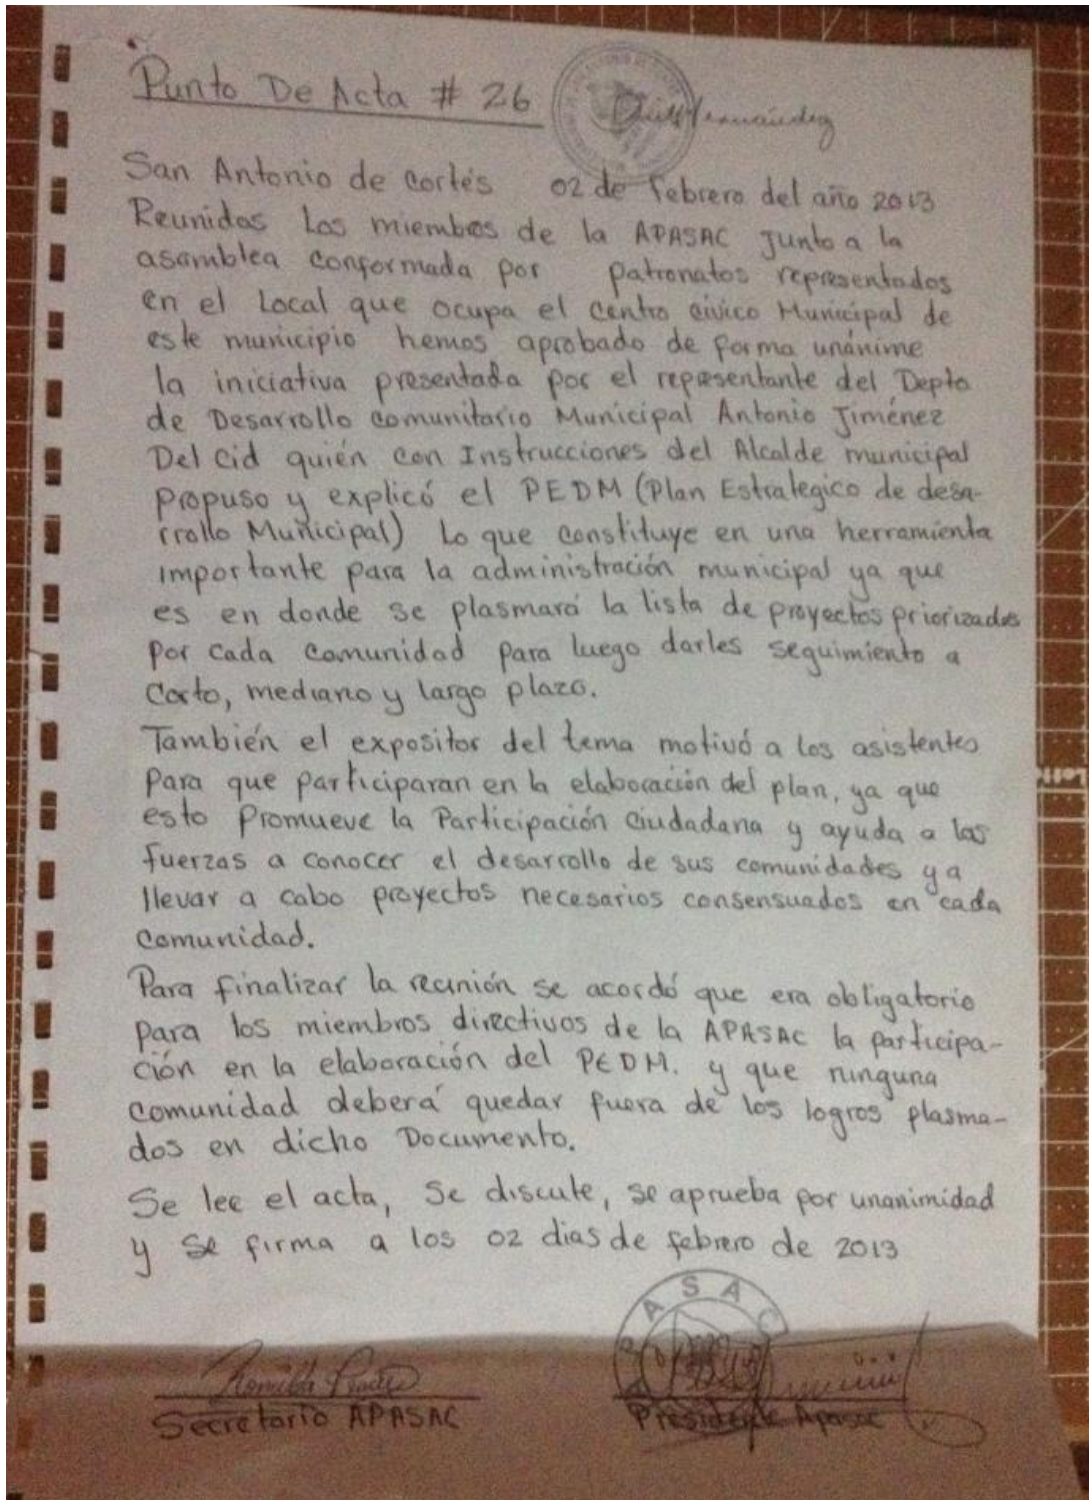 Punto De Acta # 26
Hernández
San Antonio de Cortés 02 de febrero del año 2013
Reunidos Los miembos de la APASAC Junto a la
asamblea conformada por patronatos representados
en el Local que ocupa el centro civico Municipal de
este municipio hemos aprobado de forma unánime
la iniciativa presentada por el representante del Depto
de Desarrollo comunitario Municipal Antonio Jiménez
Del Cid quién con Instrucciones del Alcalde municipal
Propuso y explicó el PEDM (Plan Estrategico de desa-
rrollo Municipal) Lo que constituye en una herramienta
importante para la administración municipal ya que
es en donde se plasmará la lista de proyectos priorizados
por cada comunidad para luego darles seguimiento a
Corto, mediano y largo plazo.
También el expositor del tema motivó a los asistentes
Para que participaran en la elaboración del plan, ya que
esto Promueve la Participación Ciudadana y ayuda a las
fuerzas a conocer el desarrollo de sus comunidades y a
llevar a cabo proyectos necesarios consensuados en cada
comunidad.
Para finalizar la reunión se acordó que era obligatorio
para los miembros directivos de la APASAC la participa-
ción en la elaboración del PEDM. y que ninguna
comunidad deberá quedar fuera de los logros plasma-
dos en dicho Documento.
Se lee el acta, Se discute, se aprueba por unanimidad
y se firma a los 02 dias de febrero de 2013
APASAC
Secretario APASAC
Presidente Apasac